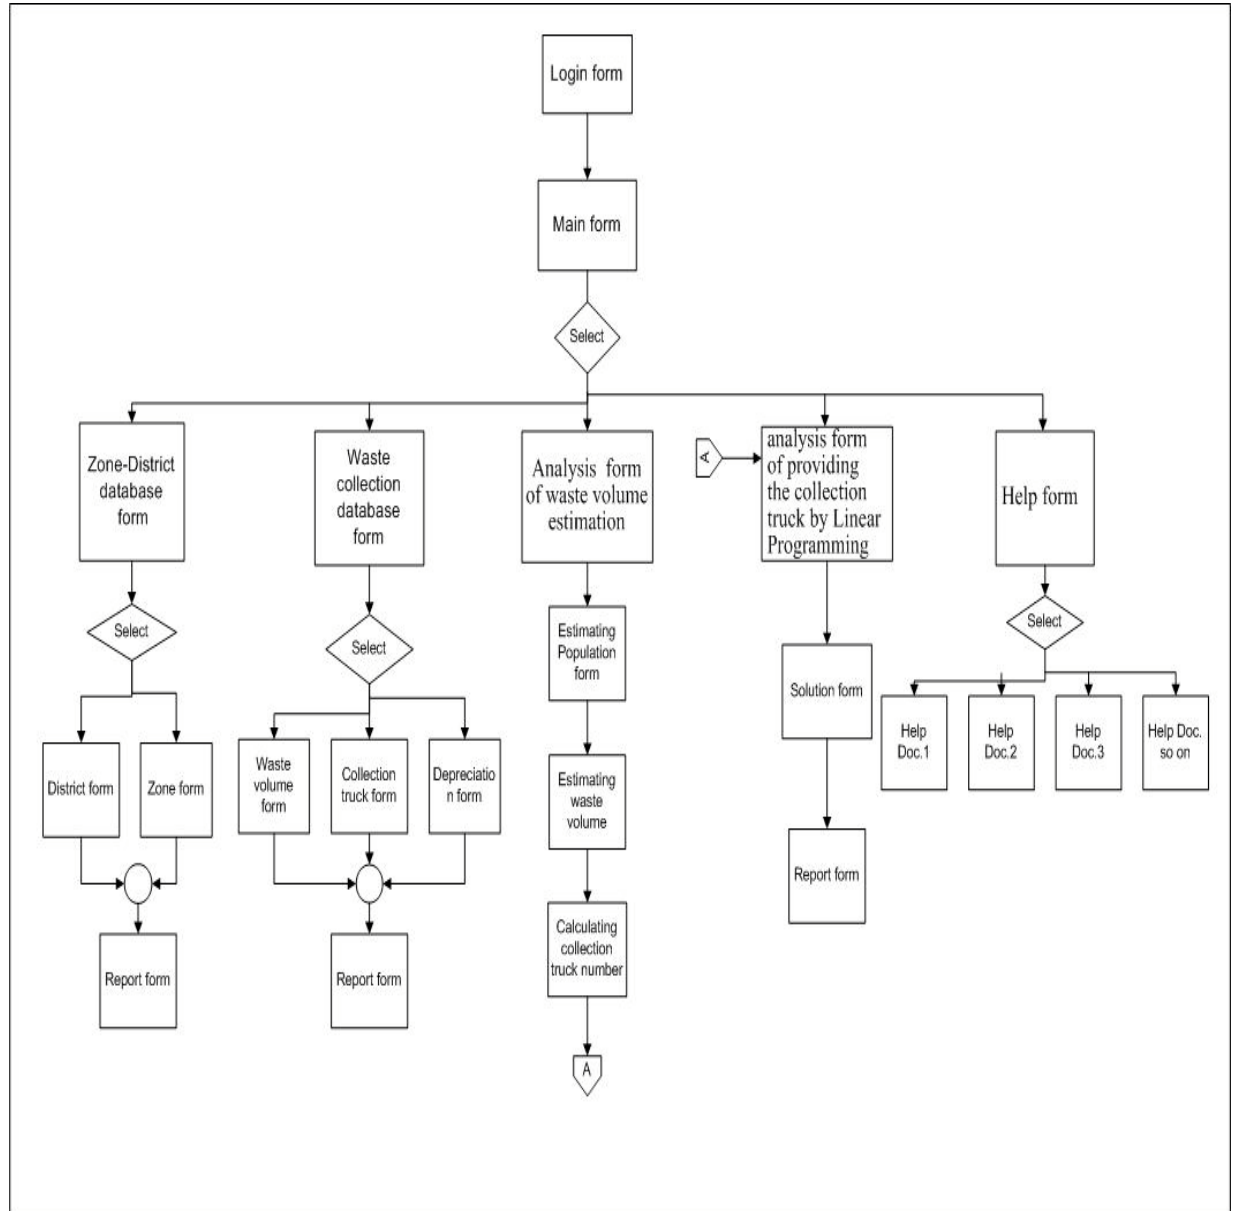 Login form
Main form
Select
Zone-District
database
form
Waste
collection
database
form
Analysis form
of waste volume
estimation
A
analysis form
of providing
the collection
truck by Linear
Programming
Help form
Select
Select
Estimating
Population
form
Solution form
Select
District form
Zone form
Waste
volume
form
Collection
truck form
Depreciatio
n form
Estimating
waste
volume
Help
Doc.1
Help
Doc.2
Help
Doc.3
Help Doc.
so on
Report form
Report form
Calculating
collection
truck number
Report form
A